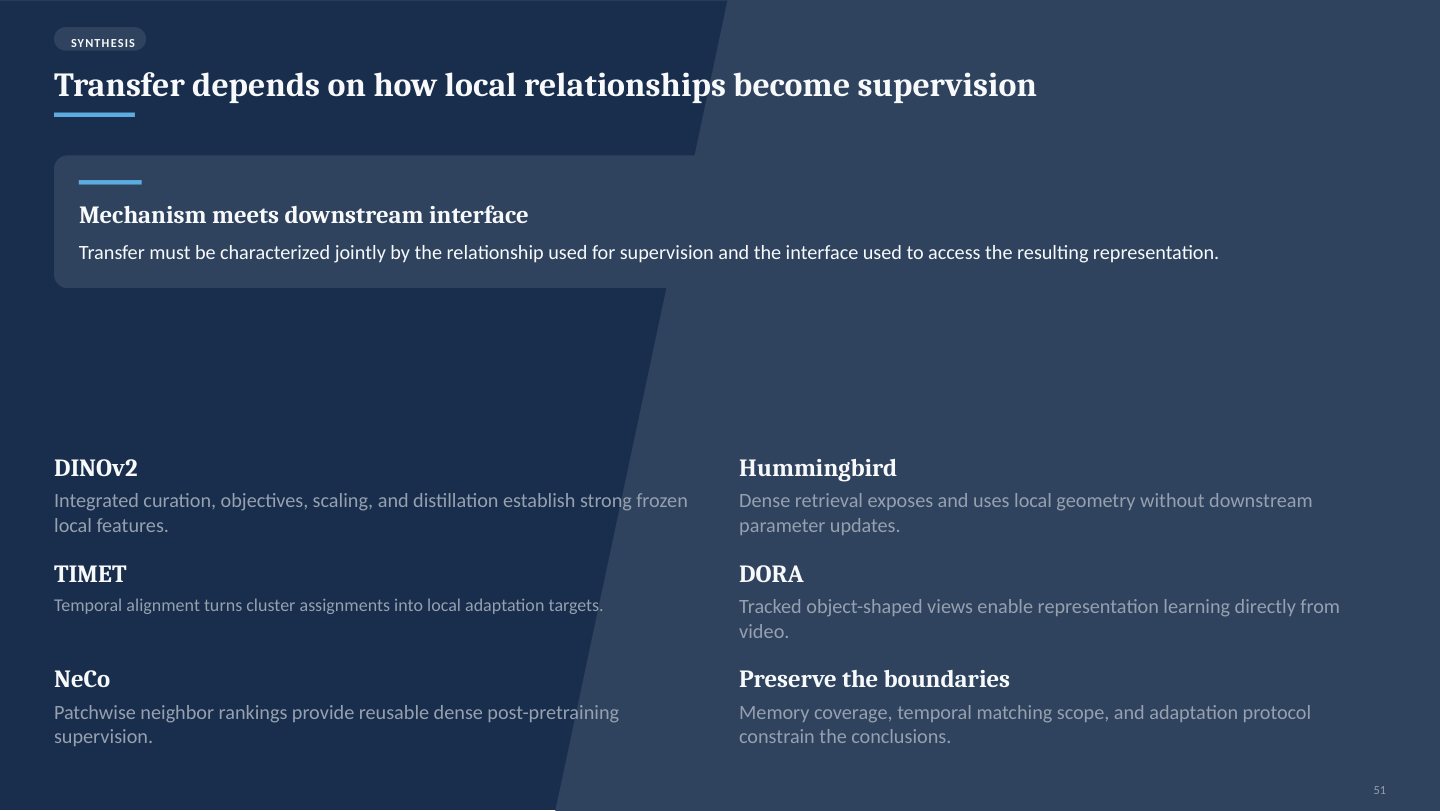 SYNTHESIS
Transfer depends on how local relationships become supervision
Mechanism meets downstream interface
Transfer must be characterized jointly by the relationship used for supervision and the interface used to access the resulting representation.
DINOv2
Integrated curation, objectives, scaling, and distillation establish strong frozen
local features.
Hummingbird
Dense retrieval exposes and uses local geometry without downstream
parameter updates.
TIMET
Temporal alignment turns cluster assignments into local adaptation targets.
DORA
Tracked object-shaped views enable representation learning directly from
video.
NeCo
Patchwise neighbor rankings provide reusable dense post-pretraining
supervision.
Preserve the boundaries
Memory coverage, temporal matching scope, and adaptation protocol
constrain the conclusions.
51